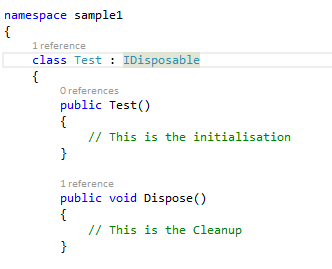 namespace sample1
{
1 reference
class Test : IDisposable
{
0 references
public Test()
{
// This is the initialisation
}
1 reference
public void Dispose()
{
// This is the Cleanup
}